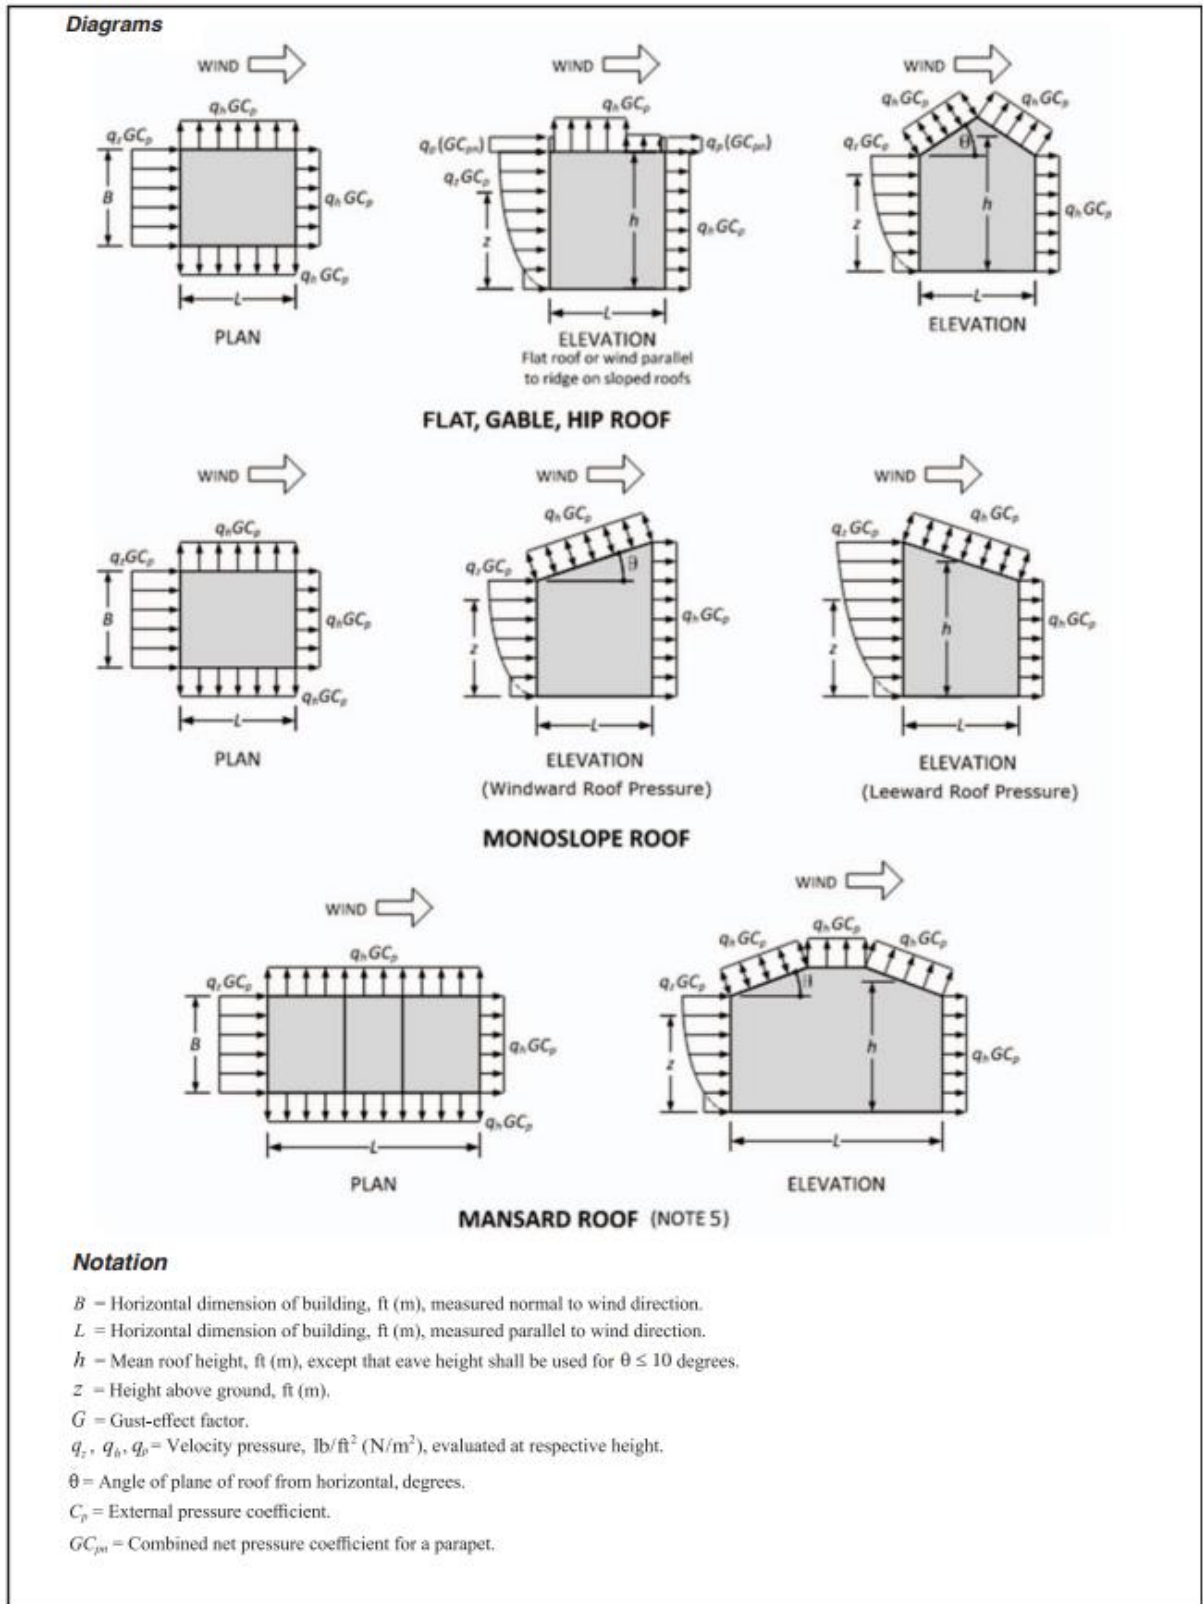 Diagrams
WIND
WIND
WIND
qhGCp
qzGCp
B
qhGCp
qhGCp
L
PLAN
qhGCp
qp(GCpn)
qp(GCpn)
qzGCp
z
h
qhGCp
L
ELEVATION
Flat roof or wind parallel
to ridge on sloped roofs
qhGCp
qhGCp
qzGCp
θ
z
h
qhGCp
L
ELEVATION
FLAT, GABLE, HIP ROOF
WIND
WIND
WIND
qhGCp
qzGCp
B
qhGCp
qhGCp
L
PLAN
qhGCp
qzGCp
θ
z
qhGCp
L
ELEVATION
(Windward Roof Pressure)
qhGCp
qzGCp
z
h
qhGCp
L
ELEVATION
(Leeward Roof Pressure)
MONOSLOPE ROOF
WIND
WIND
qhGCp
qzGCp
B
qhGCp
qhGCp
L
PLAN
qhGCp
qhGCp
qhGCp
qzGCp
θ
z
h
qhGCp
L
ELEVATION
MANSARD ROOF (NOTE 5)
Notation
B = Horizontal dimension of building, ft (m), measured normal to wind direction.
L = Horizontal dimension of building, ft (m), measured parallel to wind direction.
h = Mean roof height, ft (m), except that eave height shall be used for θ ≤ 10 degrees.
z = Height above ground, ft (m).
G = Gust-effect factor.
qz, qh, qp = Velocity pressure, lb/ft² (N/m²), evaluated at respective height.
θ = Angle of plane of roof from horizontal, degrees.
Cp = External pressure coefficient.
GCpn = Combined net pressure coefficient for a parapet.